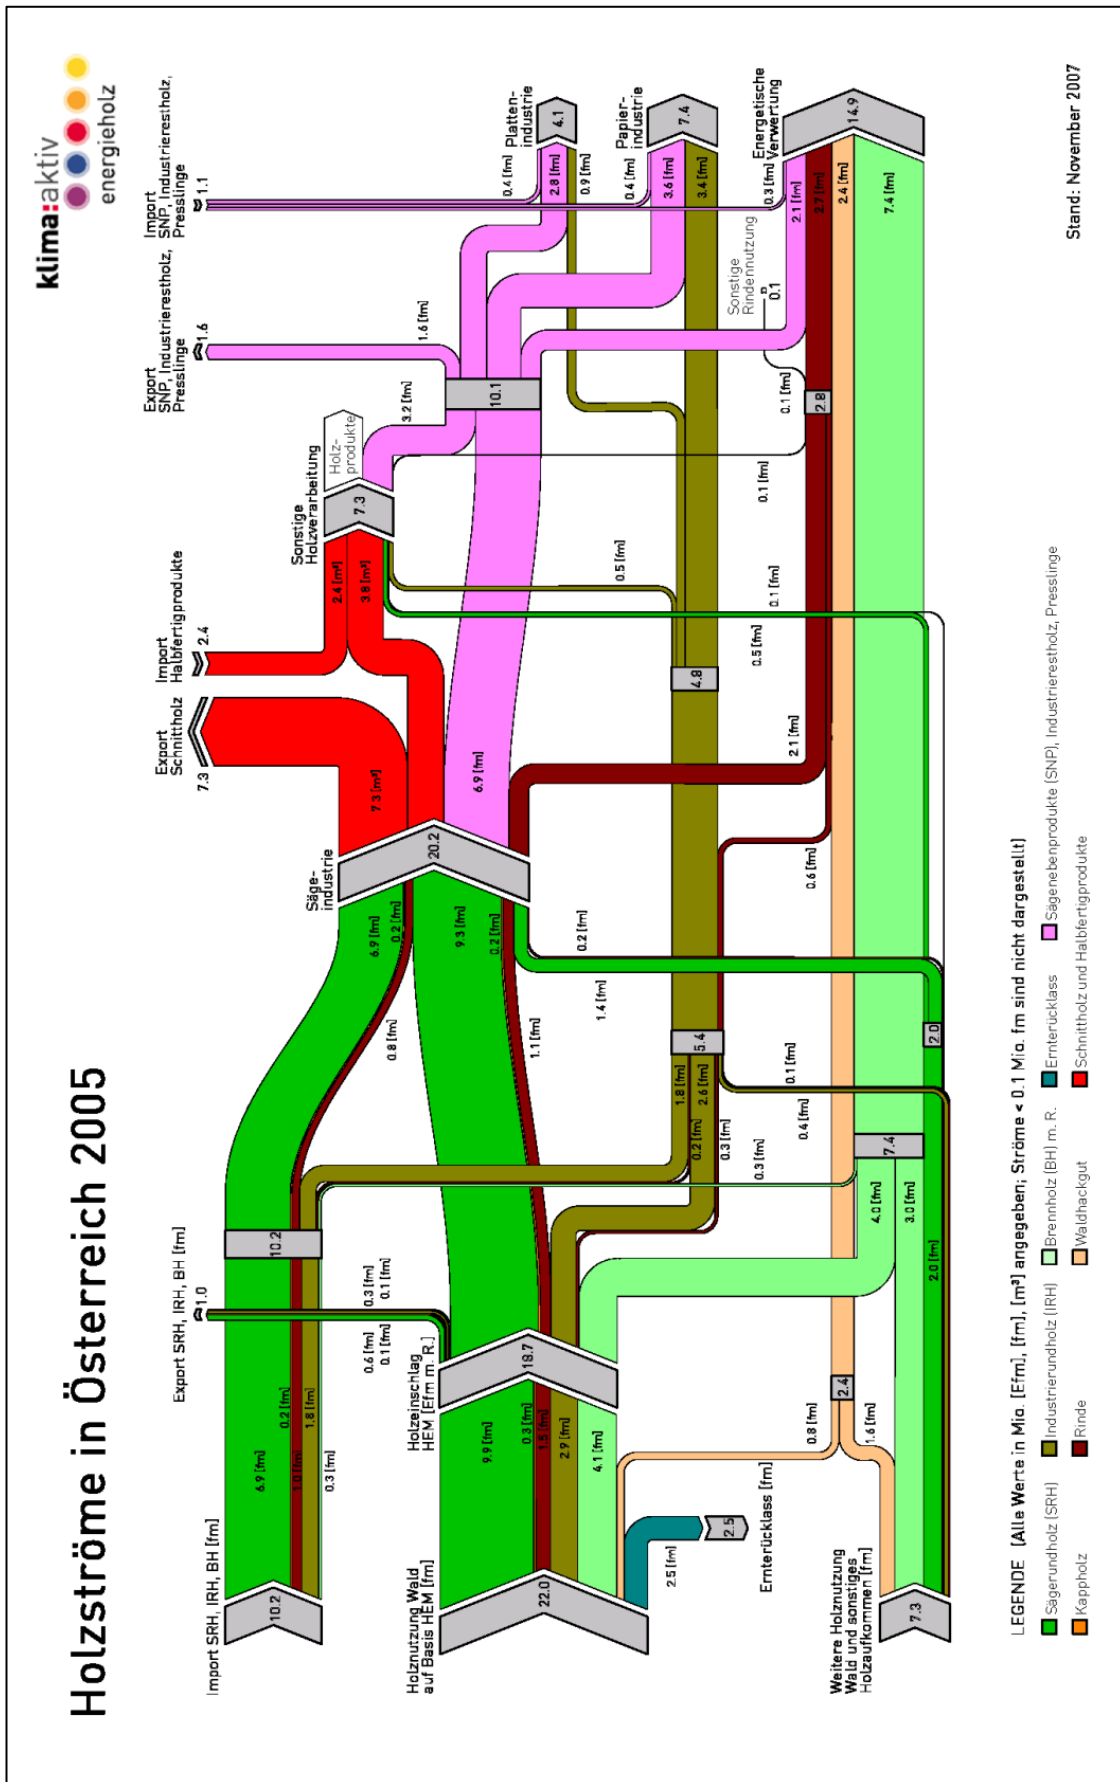 Holzströme in Österreich 2005
klima:aktiv
energieholz
Import SRH, IRH, BH [fm]
10.2
6.9 [fm]
0.2 [fm]
1.0 [fm]
1.8 [fm]
0.3 [fm]
Export SRH, IRH, BH [fm]
1.0
0.6 [fm]
0.1 [fm]
0.3 [fm]
0.1 [fm]
10.2
Holznutzung Wald
auf Basis HEM [fm]
22.0
9.9 [fm]
0.3 [fm]
1.5 [fm]
2.9 [fm]
4.1 [fm]
Holzeinschlag
HEM [Efm m. R.]
18.7
2.5 [fm]
2.5
Ernterücklass [fm]
0.8 [fm]
1.6 [fm]
2.4
Weitere Holznutzung
Wald und sonstiges
Holzaufkommen [fm]
7.3
4.0 [fm]
3.0 [fm]
2.0 [fm]
7.4
0.3 [fm]
0.4 [fm]
0.1 [fm]
1.8 [fm]
0.2 [fm]
2.6 [fm]
0.3 [fm]
5.4
2.0
0.8 [fm]
1.1 [fm]
1.4 [fm]
0.2 [fm]
6.9 [fm]
0.2 [fm]
9.3 [fm]
0.2 [fm]
Säge-
industrie
20.2
0.6 [fm]
2.1 [fm]
Export
Schnittholz
7.3
7.3 [m³]
6.9 [fm]
Import
Halbfertigprodukte
2.4
2.4 [m³]
3.8 [m³]
4.8
0.5 [fm]
0.5 [fm]
0.1 [fm]
0.1 [fm]
Sonstige
Holzverarbeitung
7.3
Holz-
produkte
3.2 [fm]
10.1
1.6 [fm]
2.8
0.1 [fm]
Sonstige
Rindennutzung
0.1
Export
SNP, Industrierestholz,
Presslinge
1.6
Import
SNP, Industrierestholz,
Presslinge
1.1
0.4 [fm]
2.8 [fm]
0.9 [fm]
Platten-
industrie
4.1
0.4 [fm]
3.6 [fm]
3.4 [fm]
Papier-
industrie
7.4
0.3 [fm]
2.1 [fm]
2.7 [fm]
2.4 [fm]
7.4 [fm]
Energetische
Verwertung
14.9
Stand: November 2007
LEGENDE [Alle Werte in Mio. [Efm], [fm], [m³] angegeben; Ströme < 0.1 Mio. fm sind nicht dargestellt]
Sägerundholz (SRH) Industrierundholz (IRH) Brennholz (BH) m. R. Ernterücklass Sägenebenprodukte (SNP), Industrierestholz, Presslinge
Kappholz Rinde Waldhackgut Schnittholz und Halbfertigprodukte